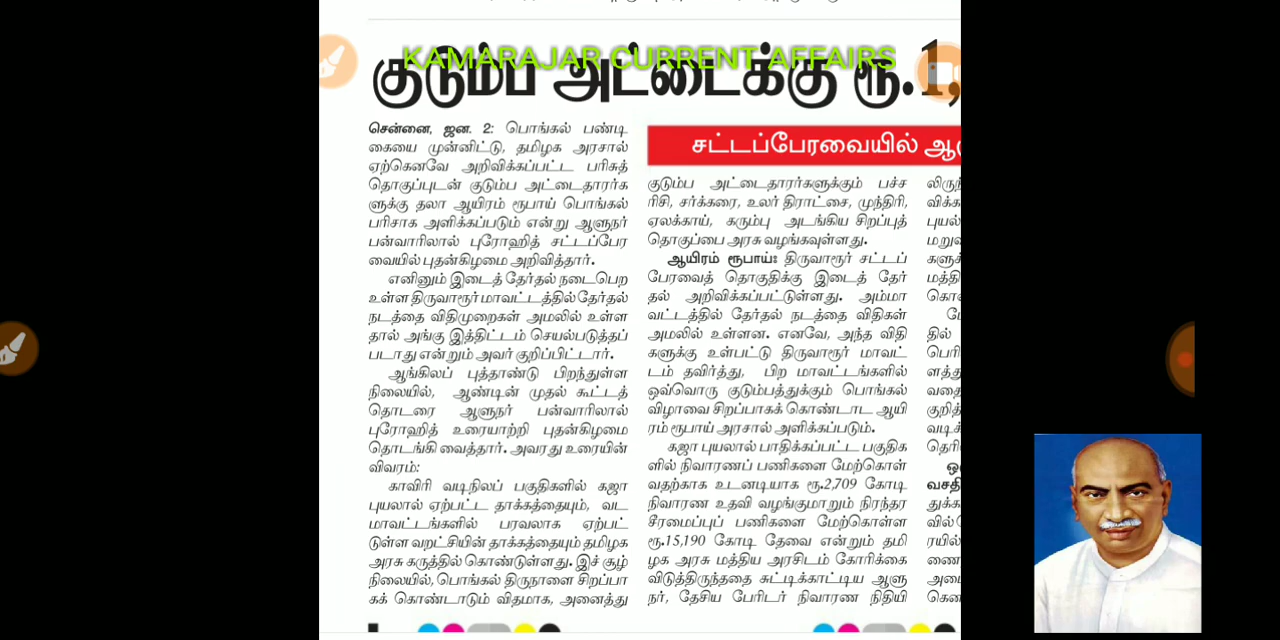 KAMARAJAR CURRENT AFFAIRS
குடும்ப அட்டைக்கு ரூ.1,
சென்னை, ஜன. 2: பொங்கல் பண்டி
கையை முன்னிட்டு, தமிழக அரசால்
ஏற்கெனவே அறிவிக்கப்பட்ட பரிசுத்
தொகுப்புடன் குடும்ப அட்டைதாரர்க
ளுக்கு தலா ஆயிரம் ரூபாய் பொங்கல்
பரிசாக அளிக்கப்படும் என்று ஆளுநர்
பன்வாரிலால் புரோஹித் சட்டப்பேர
வையில் புதன்கிழமை அறிவித்தார்.
எனினும் இடைத் தேர்தல் நடைபெற
உள்ள திருவாரூர் மாவட்டத்தில் தேர்தல்
நடத்தை விதிமுறைகள் அமலில் உள்ள
தால் அங்கு இத்திட்டம் செயல்படுத்தப்
படாது என்றும் அவர் குறிப்பிட்டார்.
ஆங்கிலப் புத்தாண்டு பிறந்துள்ள
நிலையில், ஆண்டின் முதல் கூட்டத்
தொடரை ஆளுநர் பன்வாரிலால்
புரோஹித் உரையாற்றி புதன்கிழமை
தொடங்கி வைத்தார். அவரது உரையின்
விவரம்:
காவிரி வடிநிலப் பகுதிகளில் கஜா
புயலால் ஏற்பட்ட தாக்கத்தையும், வட
மாவட்டங்களில் பரவலாக ஏற்பட்
டுள்ள வறட்சியின் தாக்கத்தையும் தமிழக
அரசு கருத்தில் கொண்டுள்ளது. இச் சூழ்
நிலையில், பொங்கல் திருநாளை சிறப்பா
கக் கொண்டாடும் விதமாக, அனைத்து
சட்டப்பேரவையில் ஆளு
குடும்ப அட்டைதாரர்களுக்கும் பச்ச
ரிசி, சர்க்கரை, உலர் திராட்சை, முந்திரி,
ஏலக்காய், கரும்பு அடங்கிய சிறப்புத்
தொகுப்பை அரசு வழங்கவுள்ளது.
ஆயிரம் ரூபாய்: திருவாரூர் சட்டப்
பேரவைத் தொகுதிக்கு இடைத் தேர்
தல் அறிவிக்கப்பட்டுள்ளது. அம்மா
வட்டத்தில் தேர்தல் நடத்தை விதிகள்
அமலில் உள்ளன. எனவே, அந்த விதி
களுக்கு உள்பட்டு திருவாரூர் மாவட்
டம் தவிர்த்து, பிற மாவட்டங்களில்
ஒவ்வொரு குடும்பத்துக்கும் பொங்கல்
விழாவை சிறப்பாகக் கொண்டாட ஆயி
ரம் ரூபாய் அரசால் அளிக்கப்படும்.
கஜா புயலால் பாதிக்கப்பட்ட பகுதிக
ளில் நிவாரணப் பணிகளை மேற்கொள்
வதற்காக உடனடியாக ரூ.2,709 கோடி
நிவாரண உதவி வழங்குமாறும் நிரந்தர
சீரமைப்புப் பணிகளை மேற்கொள்ள
ரூ.15,190 கோடி தேவை என்றும் தமி
ழக அரசு மத்திய அரசிடம் கோரிக்கை
விடுத்திருந்ததை சுட்டிக்காட்டிய ஆளு
நர், தேசிய பேரிடர் நிவாரண நிதியி